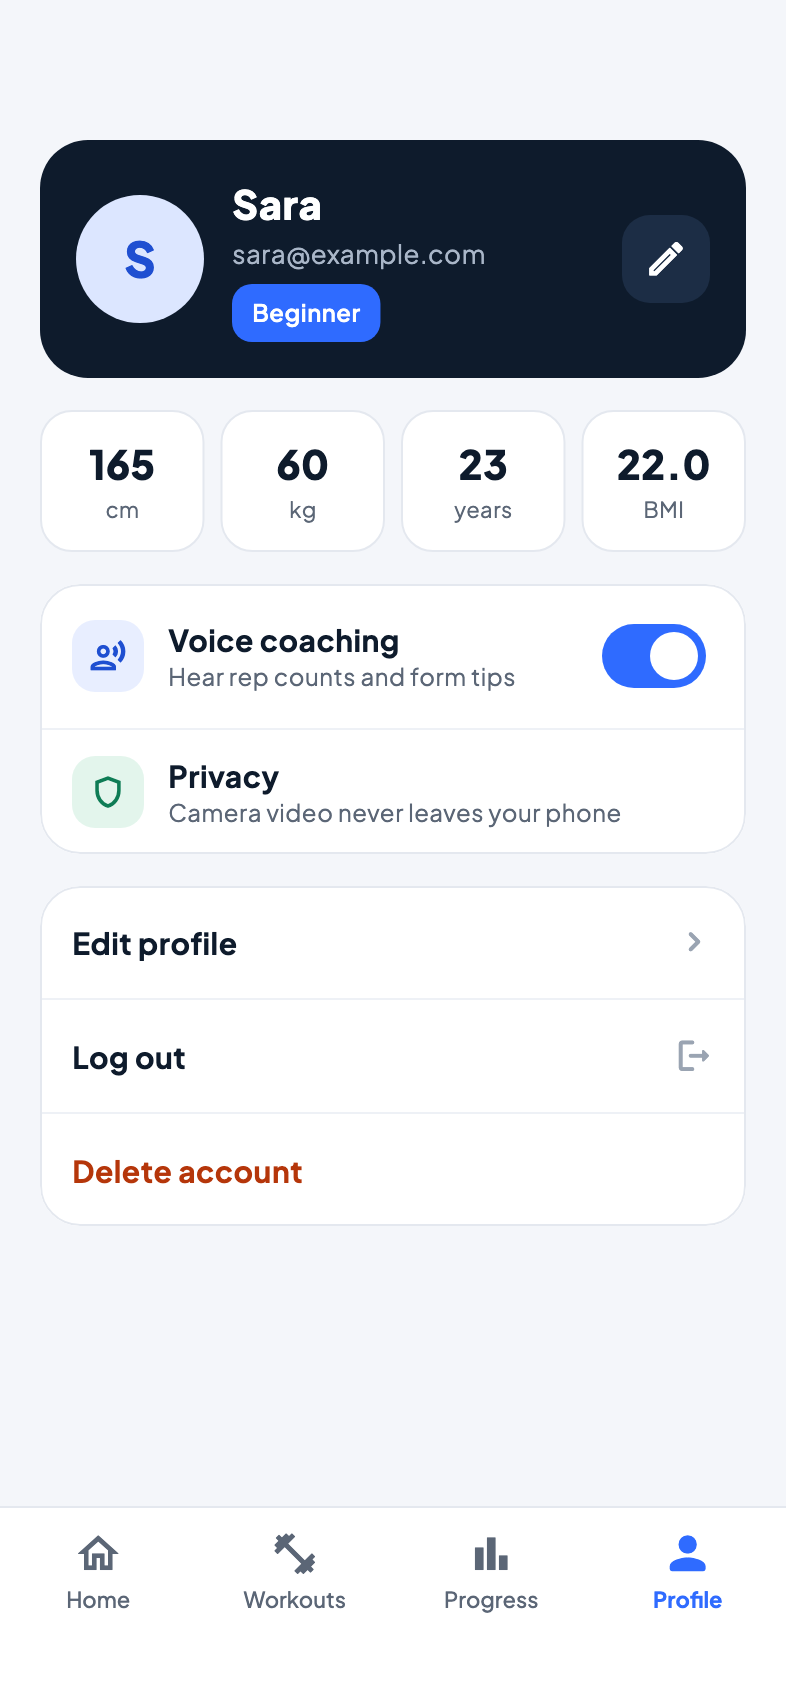 S
Sara
sara@example.com
Beginner
165
cm
60
kg
23
years
22.0
BMI
Voice coaching
Hear rep counts and form tips
Privacy
Camera video never leaves your phone
Edit profile
Log out
Delete account
Home
Workouts
Progress
Profile